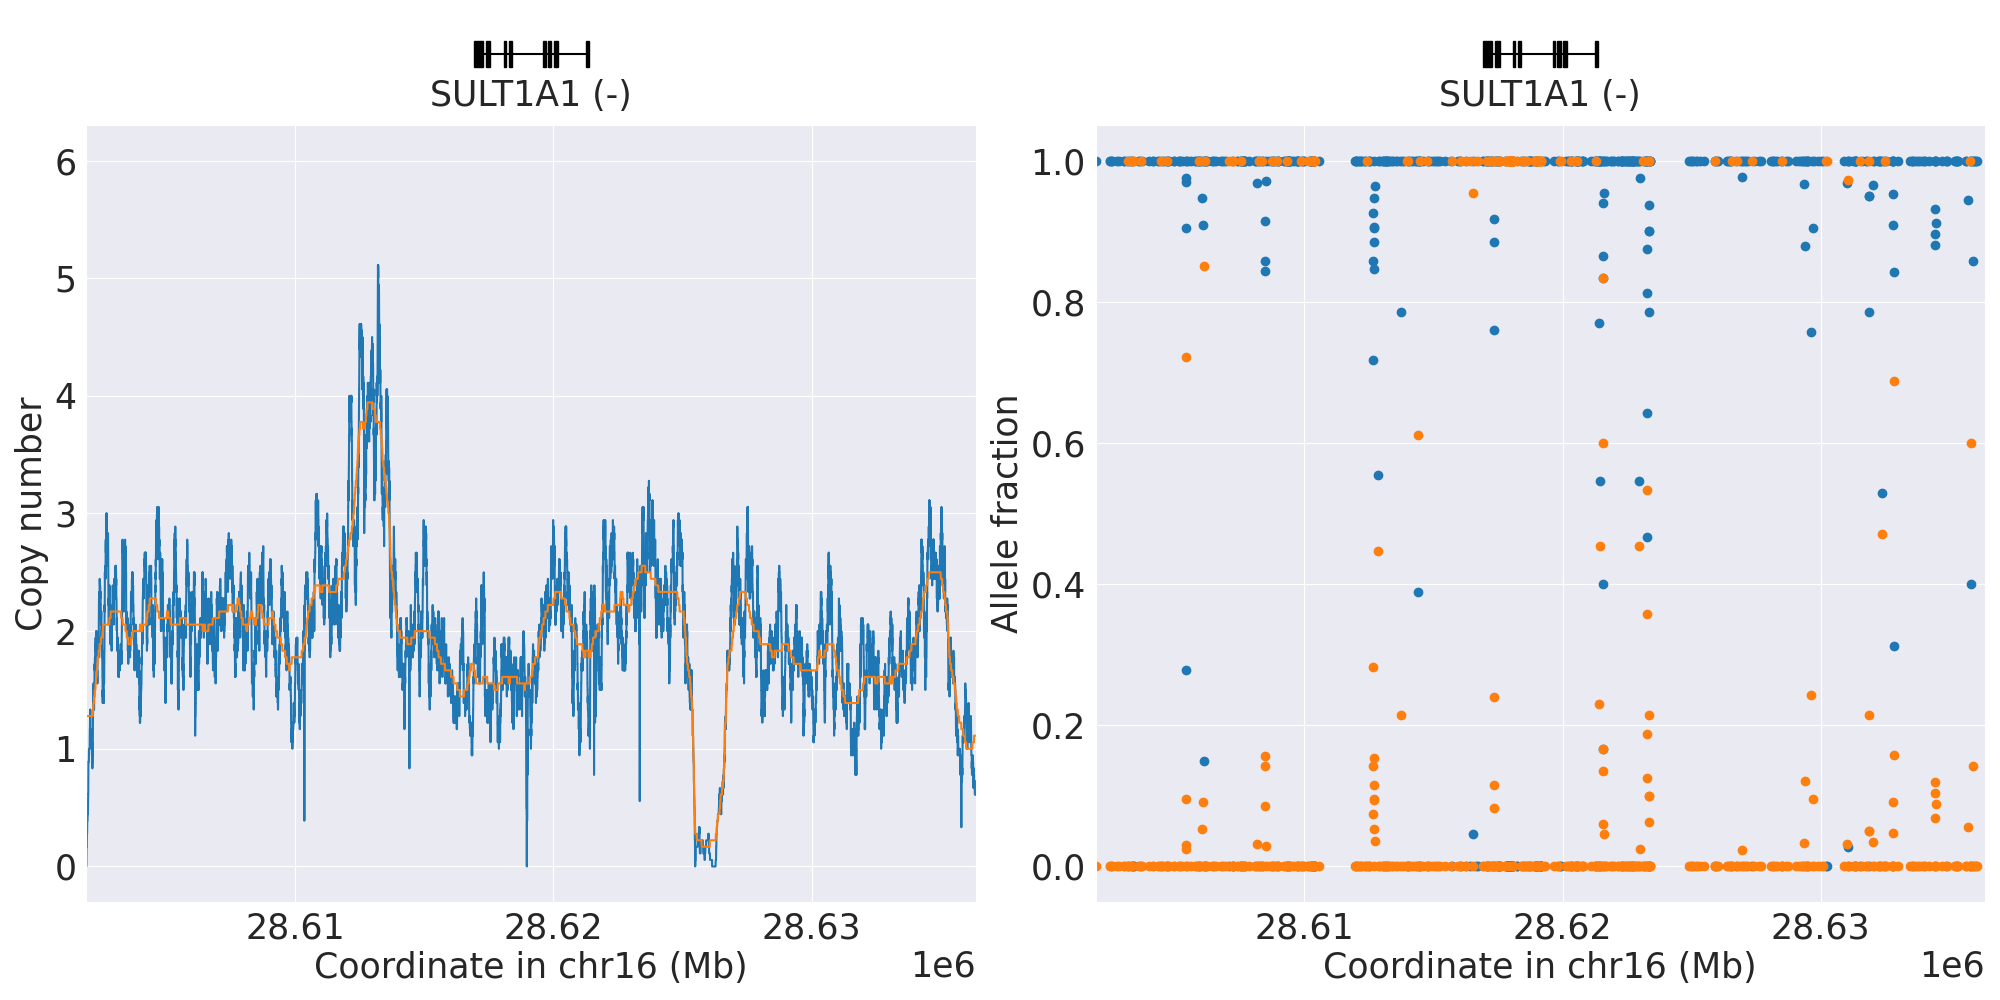 SULT1A1 (-)
6
5
4
3
2
1
0
Copy number
28.61
28.62
28.63
Coordinate in chr16 (Mb)
1e6
SULT1A1 (-)
1.0
0.8
0.6
0.4
0.2
0.0
Allele fraction
28.61
28.62
28.63
Coordinate in chr16 (Mb)
1e6